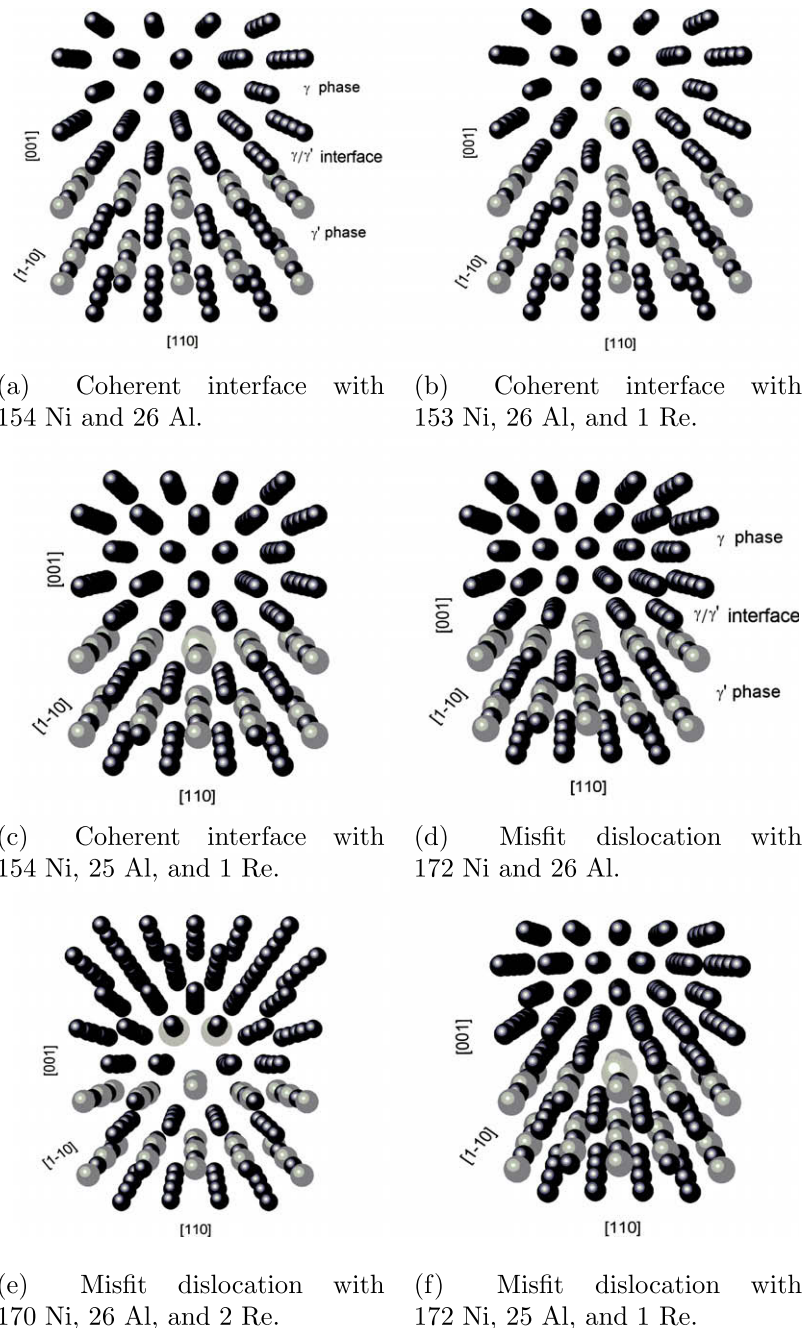 γ phase
[001]
γ/γ' interface
γ' phase
[1-10]
[110]
[001]
[1-10]
[110]
(a) Coherent interface with
154 Ni and 26 Al.
(b) Coherent interface with
153 Ni, 26 Al, and 1 Re.
[001]
[1-10]
[110]
γ phase
[001]
γ/γ' interface
γ' phase
[1-10]
[110]
(c) Coherent interface with
154 Ni, 25 Al, and 1 Re.
(d) Misfit dislocation with
172 Ni and 26 Al.
[001]
[1-10]
[110]
[001]
[1-10]
[110]
(e) Misfit dislocation with
170 Ni, 26 Al, and 2 Re.
(f) Misfit dislocation with
172 Ni, 25 Al, and 1 Re.